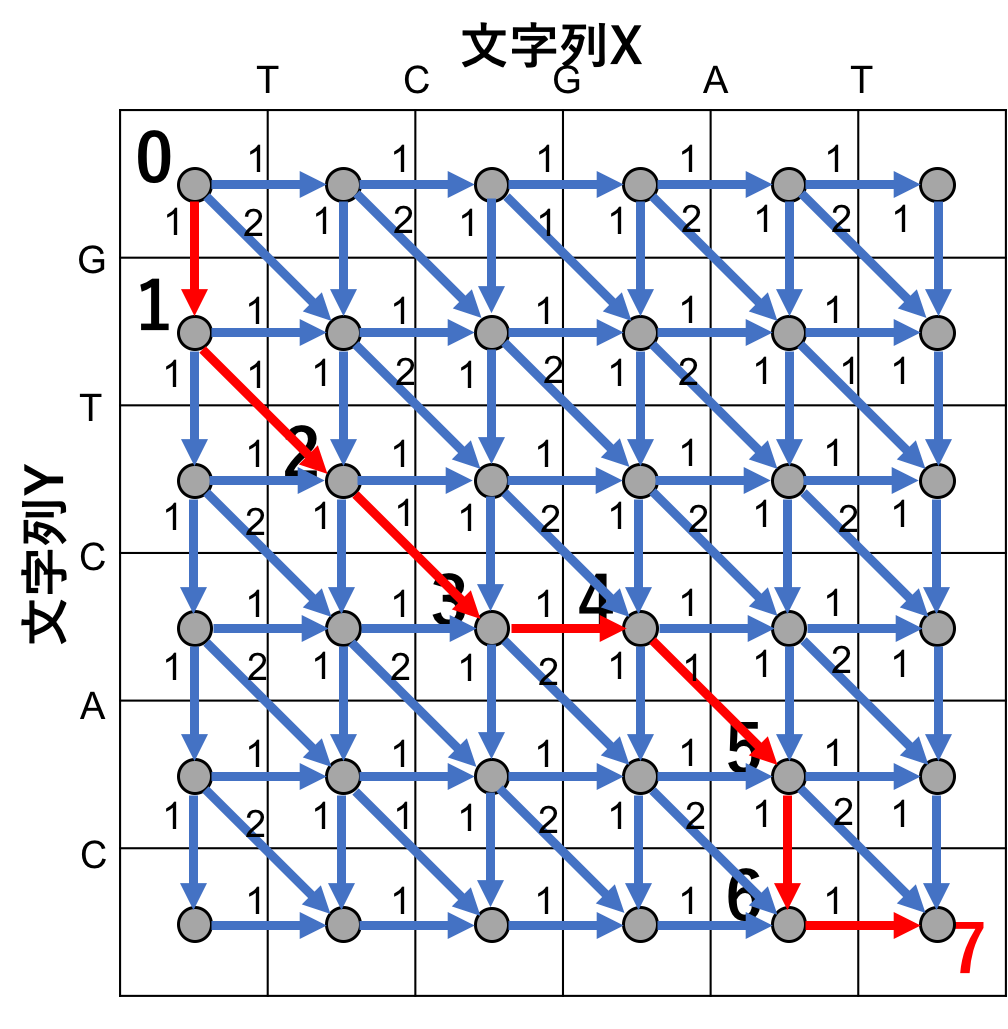 文字列X
T C G A T
0
1 1 1 1 1
1 2 1 2 1 1 1 2 1 2 1
G
1
1 1 1 1 1
1 1 1 2 1 2 1 2 1 1 1
T
2
1 1 1 1 1
1 2 1 1 1 2 1 2 1 2 1
C
文字列Y
3 4
1 1 1 1
1 2 1 2 1 2 1 1 1 2 1
A
5
1 1 1 1 1
1 2 1 1 1 2 1 2 1 2 1
C
6
1 1 1 1 1
7